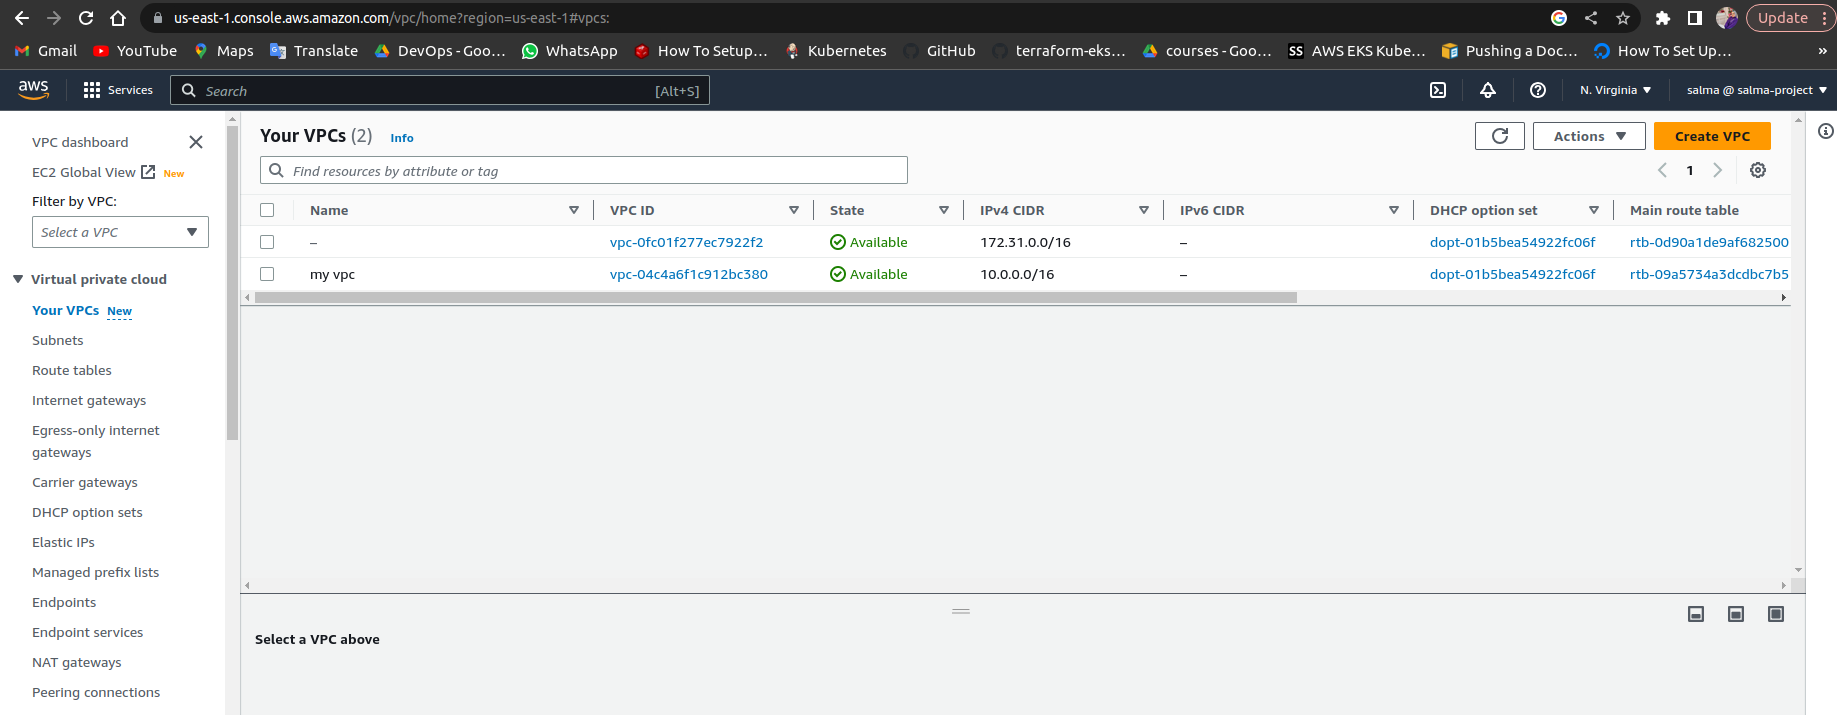 us-east-1.console.aws.amazon.com/vpc/home?region=us-east-1#vpcs:
Update
Gmail YouTube Maps Translate DevOps - Goo... WhatsApp How To Setup... Kubernetes GitHub terraform-eks... courses - Goo... SS AWS EKS Kube... Pushing a Doc... How To Set Up... »
aws Services Search [Alt+S] N. Virginia salma @ salma-project
VPC dashboard
EC2 Global View New
Filter by VPC:
Select a VPC
Virtual private cloud
Your VPCs New
Subnets
Route tables
Internet gateways
Egress-only internet
gateways
Carrier gateways
DHCP option sets
Elastic IPs
Managed prefix lists
Endpoints
Endpoint services
NAT gateways
Peering connections
Your VPCs (2) Info
Actions Create VPC
Find resources by attribute or tag
1
Name VPC ID State IPv4 CIDR IPv6 CIDR DHCP option set Main route table
– vpc-0fc01f277ec7922f2 Available 172.31.0.0/16 – dopt-01b5bea54922fc06f rtb-0d90a1de9af682500
my vpc vpc-04c4a6f1c912bc380 Available 10.0.0.0/16 – dopt-01b5bea54922fc06f rtb-09a5734a3dcdbc7b5
Select a VPC above